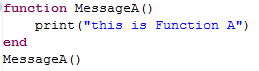 function MessageA()
    print("this is Function A")
end
MessageA()